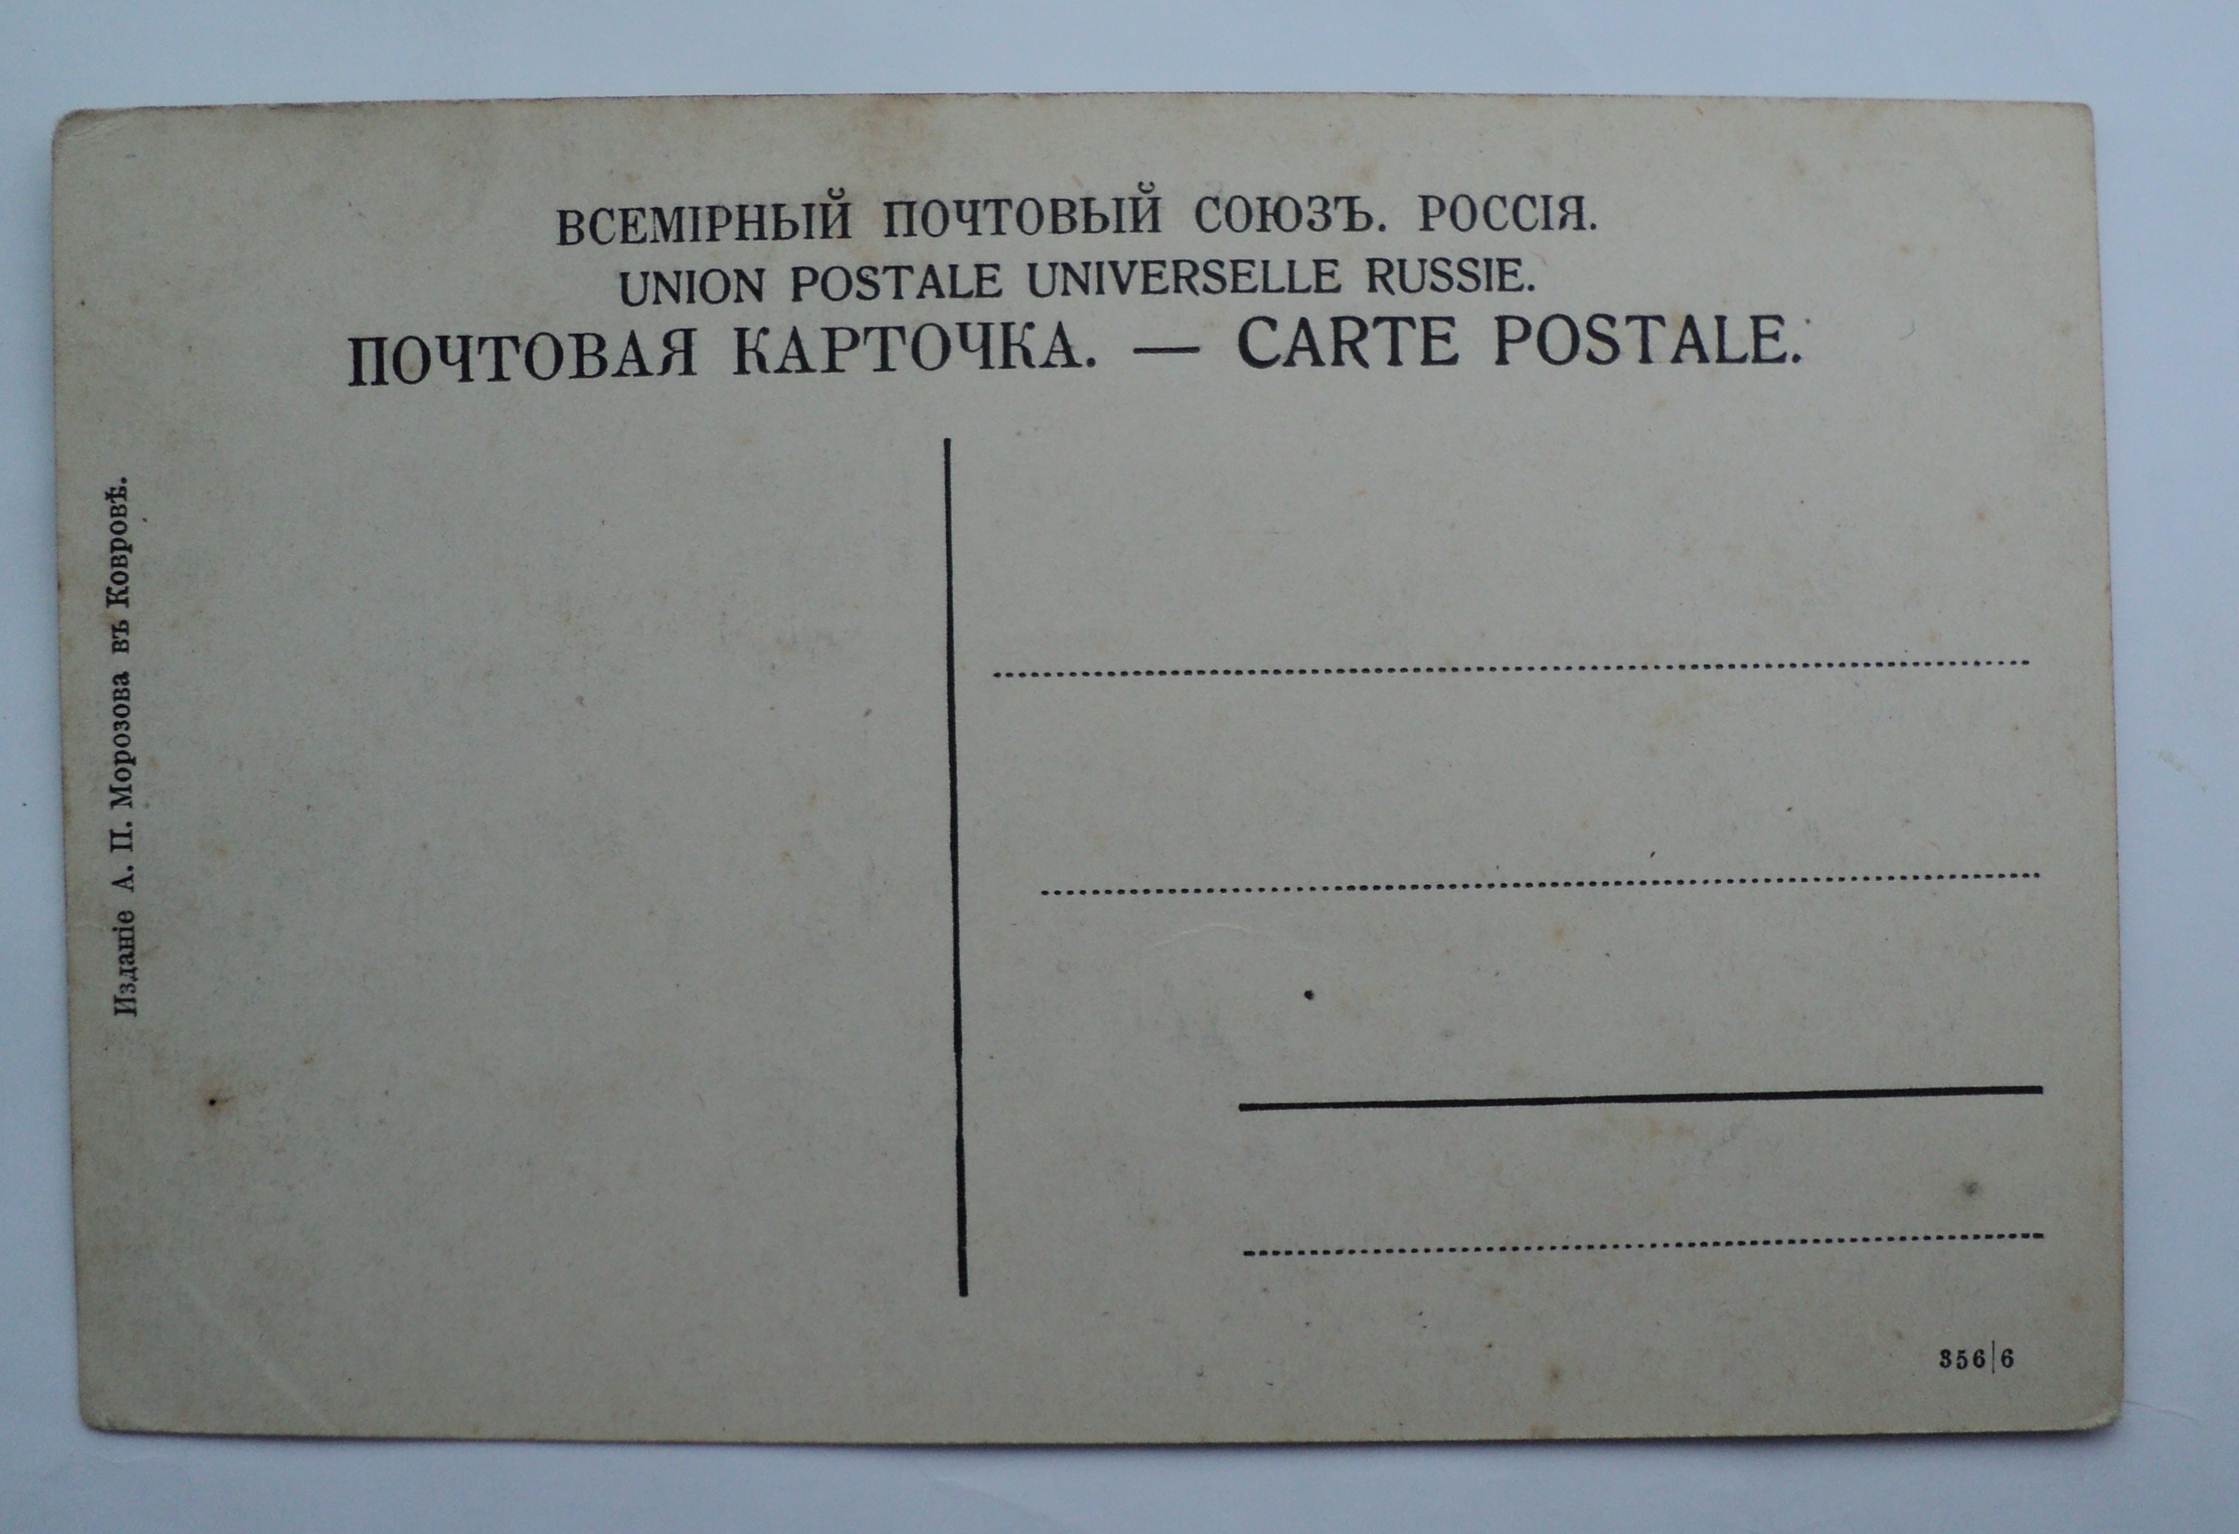 ВСЕМІРНЫЙ ПОЧТОВЫЙ СОЮЗЪ. РОССІЯ.
UNION POSTALE UNIVERSELLE RUSSIE.
ПОЧТОВАЯ КАРТОЧКА. — CARTE POSTALE.
Изданіе А. П. Морозова въ Ковровѣ.
356|6